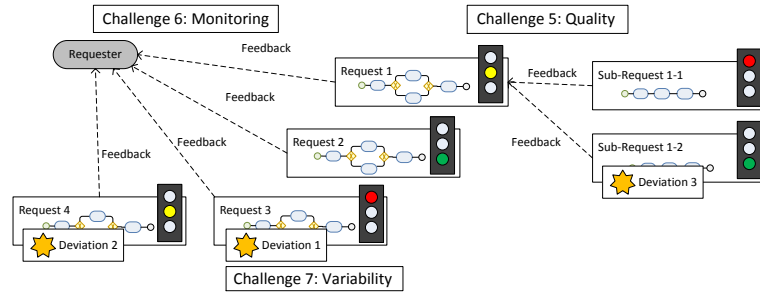 Challenge 6: Monitoring
Challenge 5: Quality
Requester
Feedback
Request 1
Feedback
Sub-Request 1-1
Feedback
Request 2
Feedback
Sub-Request 1-2
Feedback
Feedback
Deviation 3
Request 4
Request 3
Deviation 2
Deviation 1
Challenge 7: Variability